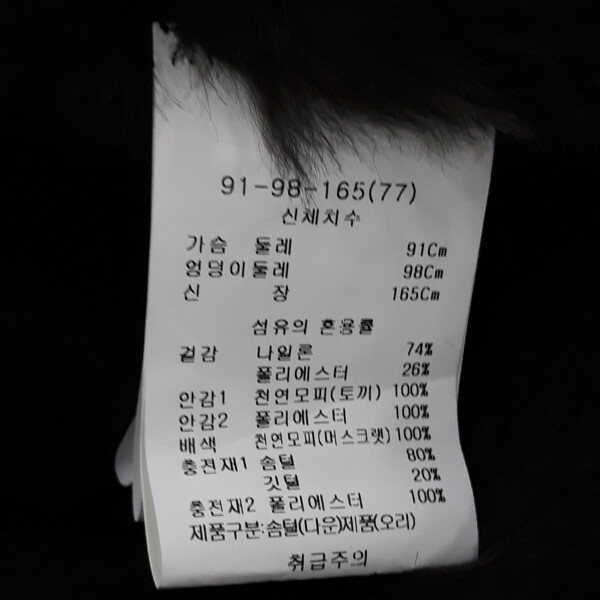 91-98-165(77)
신체치수
가슴 둘레 91Cm
엉덩이둘레 98Cm
신 장 165Cm
섬유의 혼용률
겉감 나일론 74%
폴리에스터 26%
안감1 천연모피(토끼) 100%
안감2 폴리에스터 100%
배색 천연모피(머스크랫) 100%
충전재1 솜털 80%
깃털 20%
충전재2 폴리에스터 100%
제품구분:솜털(다운)제품(오리)
취급주의